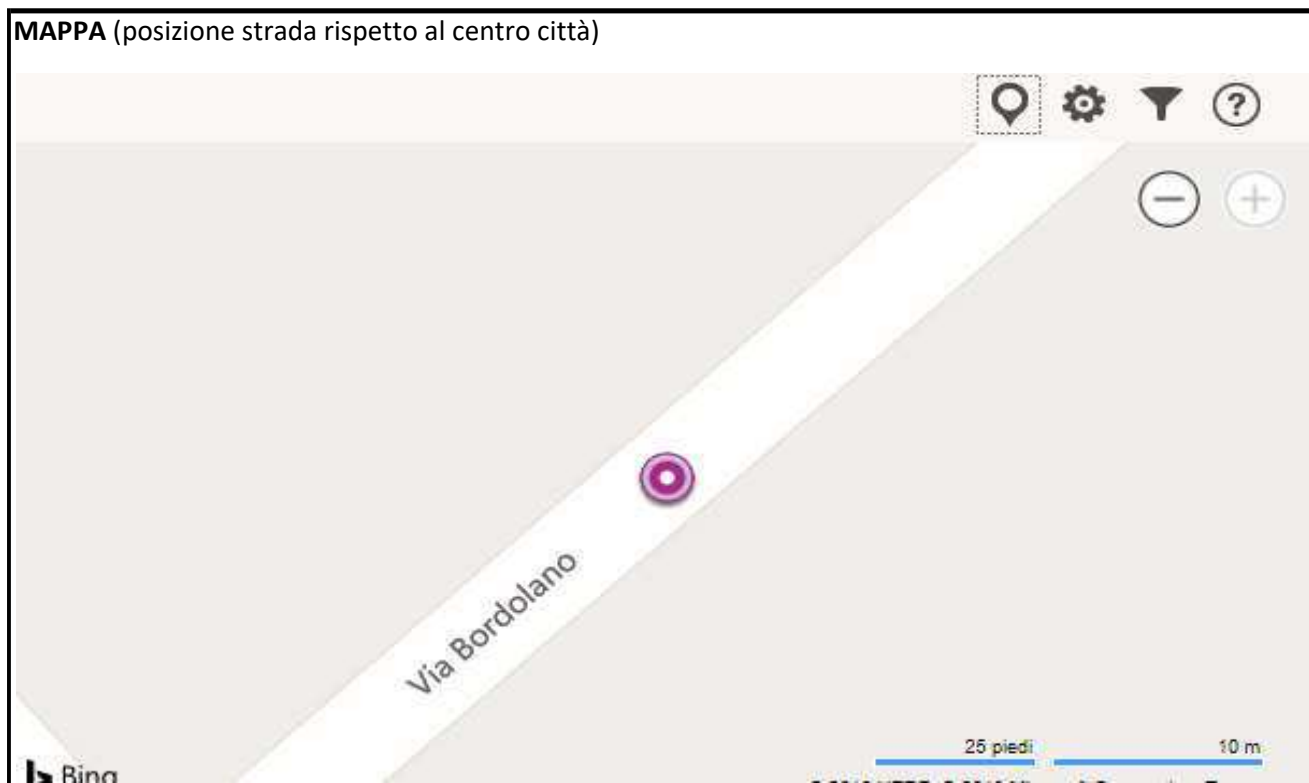 MAPPA (posizione strada rispetto al centro città)
?
Via Bordolano
25 piedi 10 m
Bing